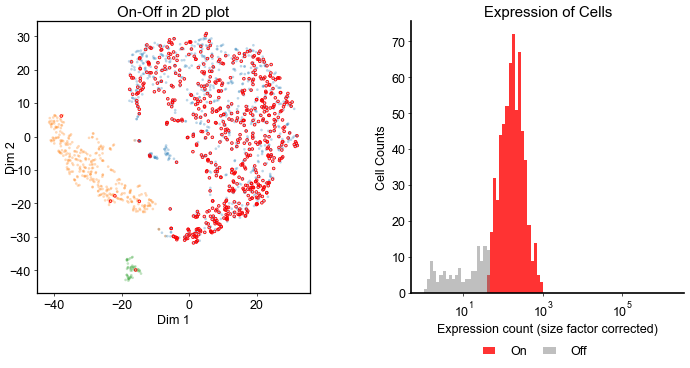 On-Off in 2D plot
30
20
10
0
−10
−20
−30
−40
Dim 2
−40
−20
0
20
Dim 1
Expression of Cells
70
60
50
40
30
20
10
0
Cell Counts
10^1
10^3
10^5
Expression count (size factor corrected)
On
Off